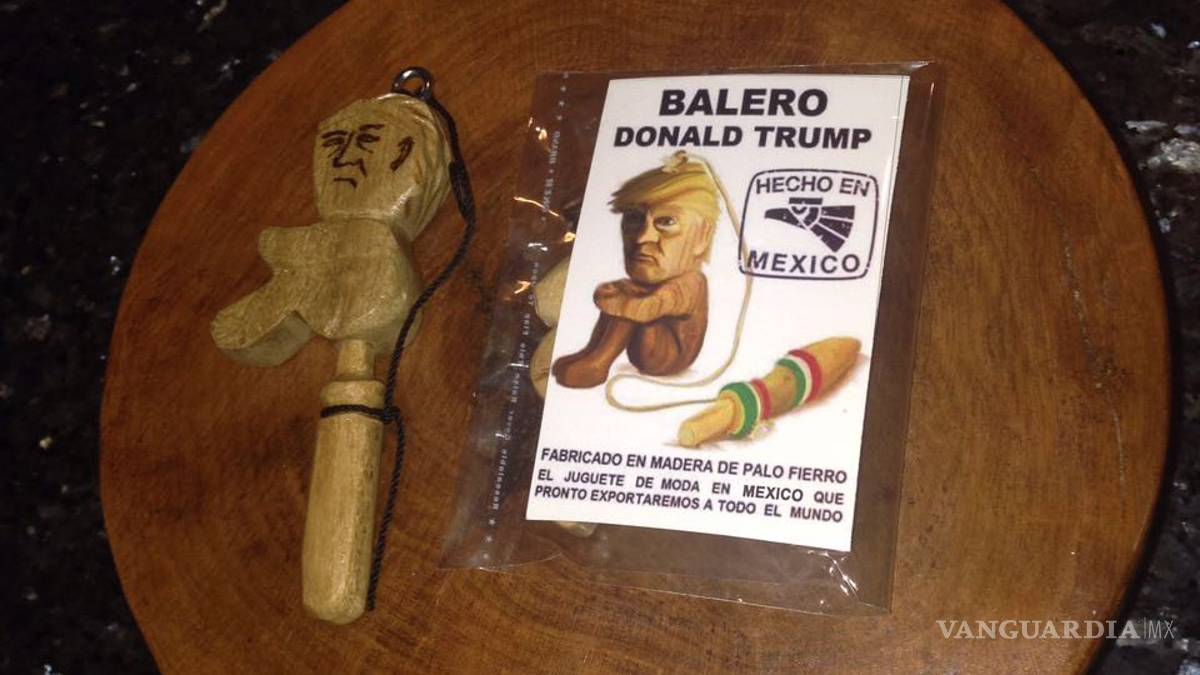 BALERO
DONALD TRUMP
HECHO EN
MEXICO
FABRICADO EN MADERA DE PALO FIERRO
EL JUGUETE DE MODA EN MEXICO QUE
PRONTO EXPORTAREMOS A TODO EL MUNDO
VANGUARDIA|MX